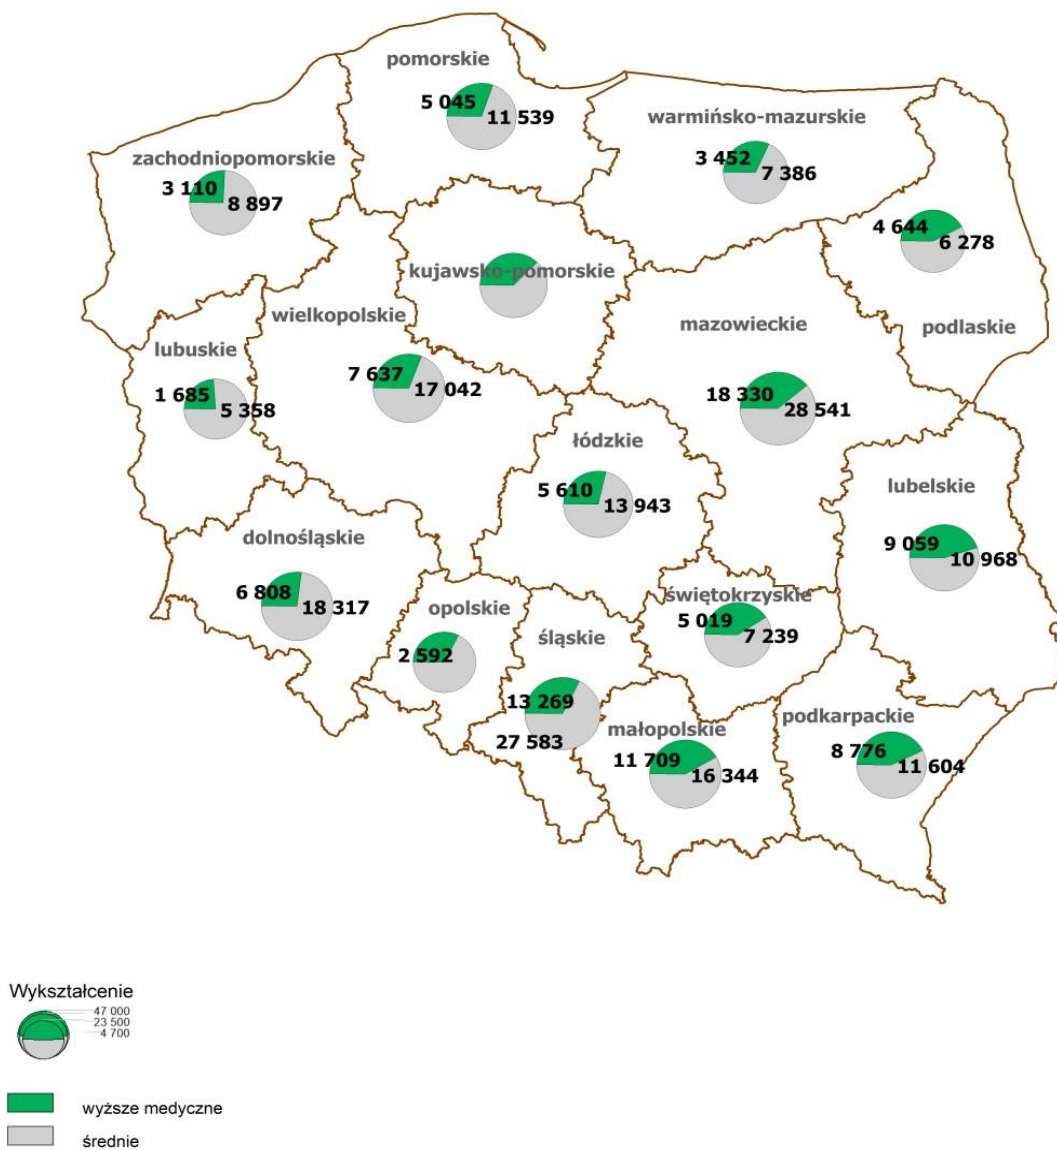 pomorskie
5 045
11 539
warmińsko-mazurskie
3 452
7 386
zachodniopomorskie
3 110
8 897
4 644
6 278
podlaskie
kujawsko-pomorskie
wielkopolskie
7 637
17 042
mazowieckie
18 330
28 541
lubuskie
1 685
5 358
łódzkie
5 610
13 943
lubelskie
9 059
10 968
dolnośląskie
6 808
18 317
opolskie
2 592
śląskie
13 269
27 583
świętokrzyskie
5 019
7 239
małopolskie
11 709
16 344
podkarpackie
8 776
11 604
Wykształcenie
47 000
23 500
4 700
wyższe medyczne
średnie